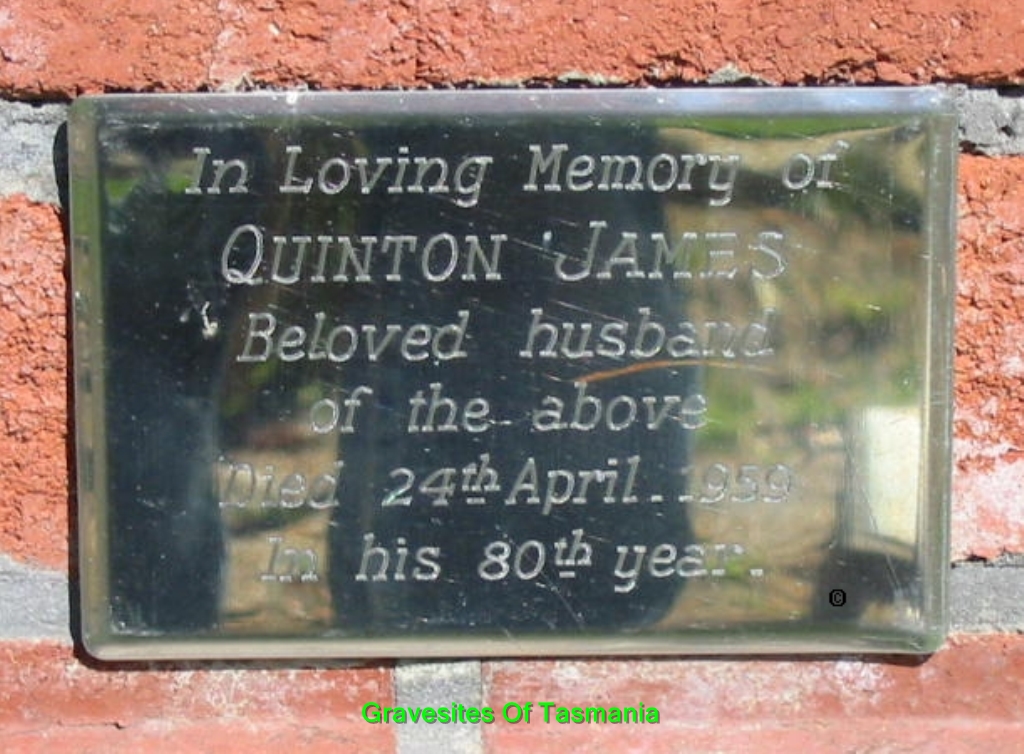 In Loving Memory of
QUINTON JAMES
Beloved husband
of the above
Died 24th April. 1959
In his 80th year.
©
Gravesites Of Tasmania